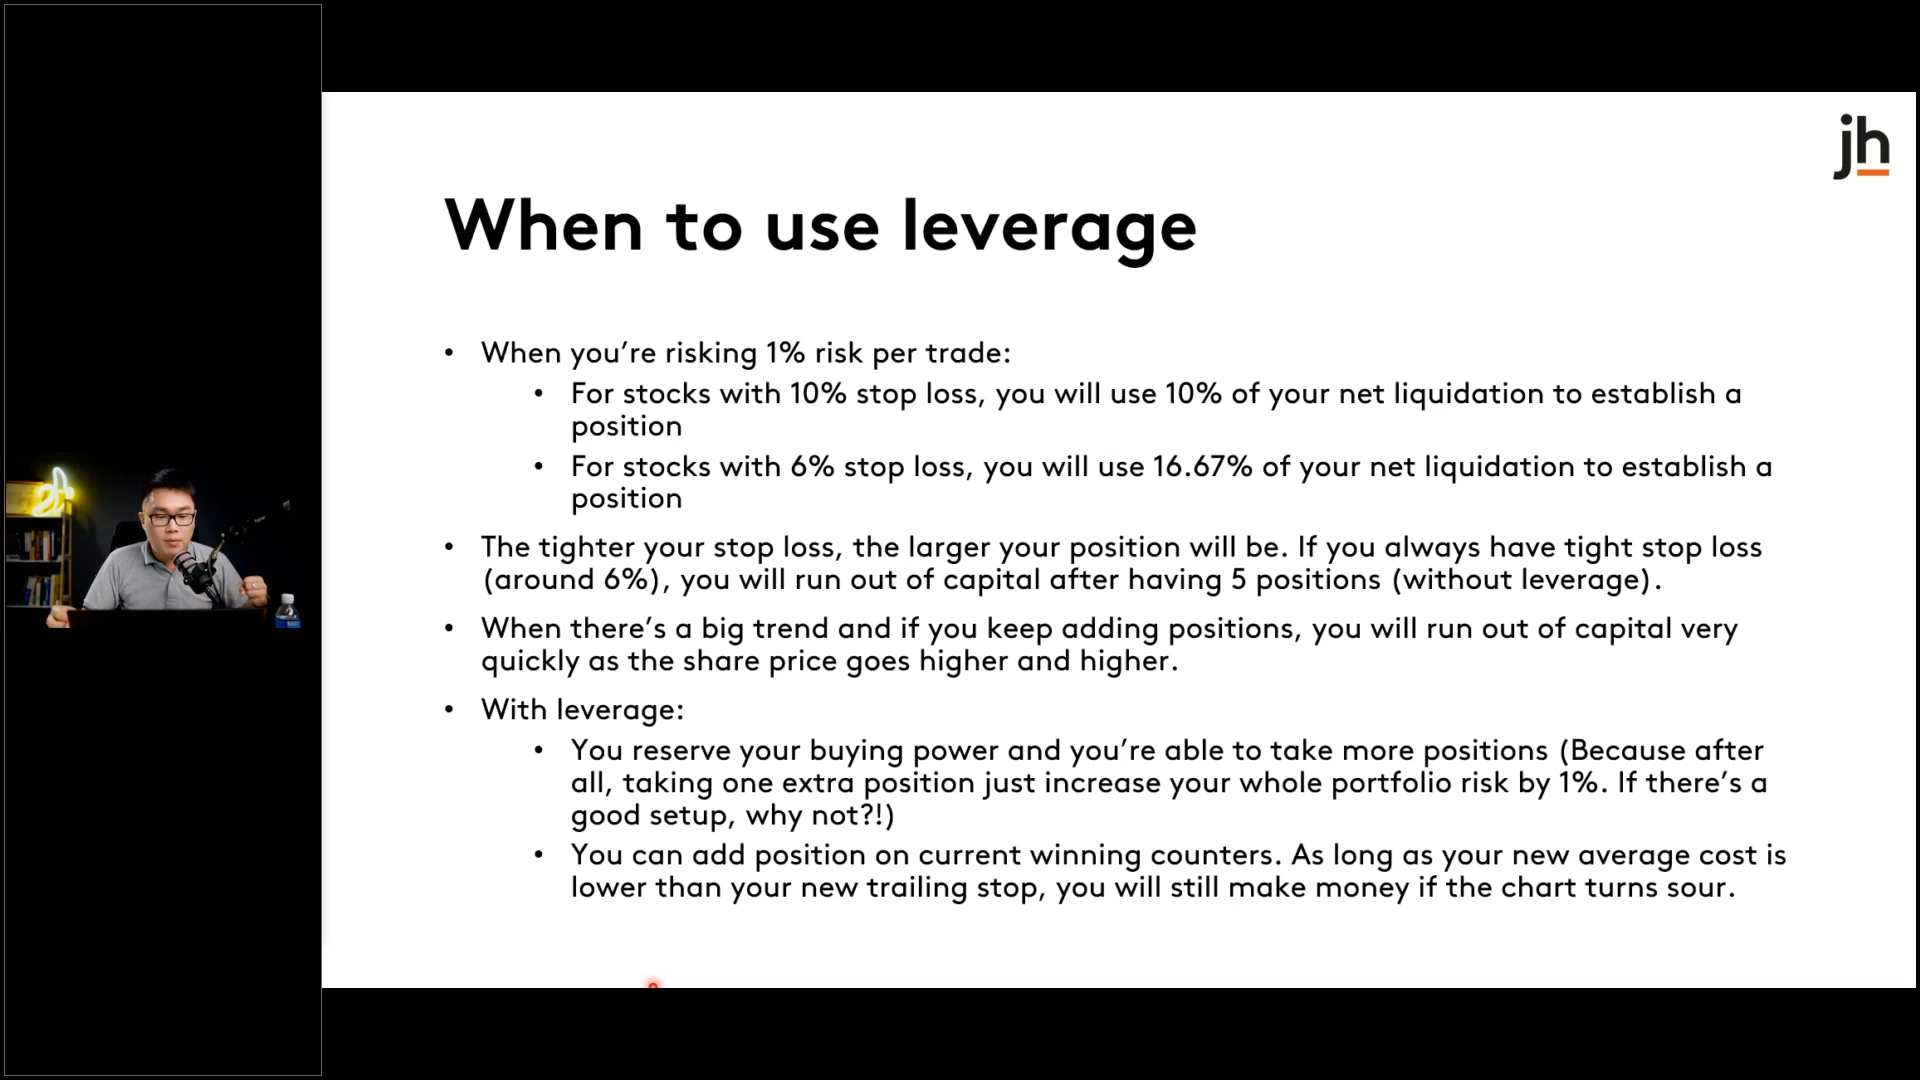 jh
When to use leverage
• When you’re risking 1% risk per trade:
• For stocks with 10% stop loss, you will use 10% of your net liquidation to establish a
position
• For stocks with 6% stop loss, you will use 16.67% of your net liquidation to establish a
position
• The tighter your stop loss, the larger your position will be. If you always have tight stop loss
(around 6%), you will run out of capital after having 5 positions (without leverage).
• When there’s a big trend and if you keep adding positions, you will run out of capital very
quickly as the share price goes higher and higher.
• With leverage:
• You reserve your buying power and you’re able to take more positions (Because after
all, taking one extra position just increase your whole portfolio risk by 1%. If there’s a
good setup, why not?!)
• You can add position on current winning counters. As long as your new average cost is
lower than your new trailing stop, you will still make money if the chart turns sour.